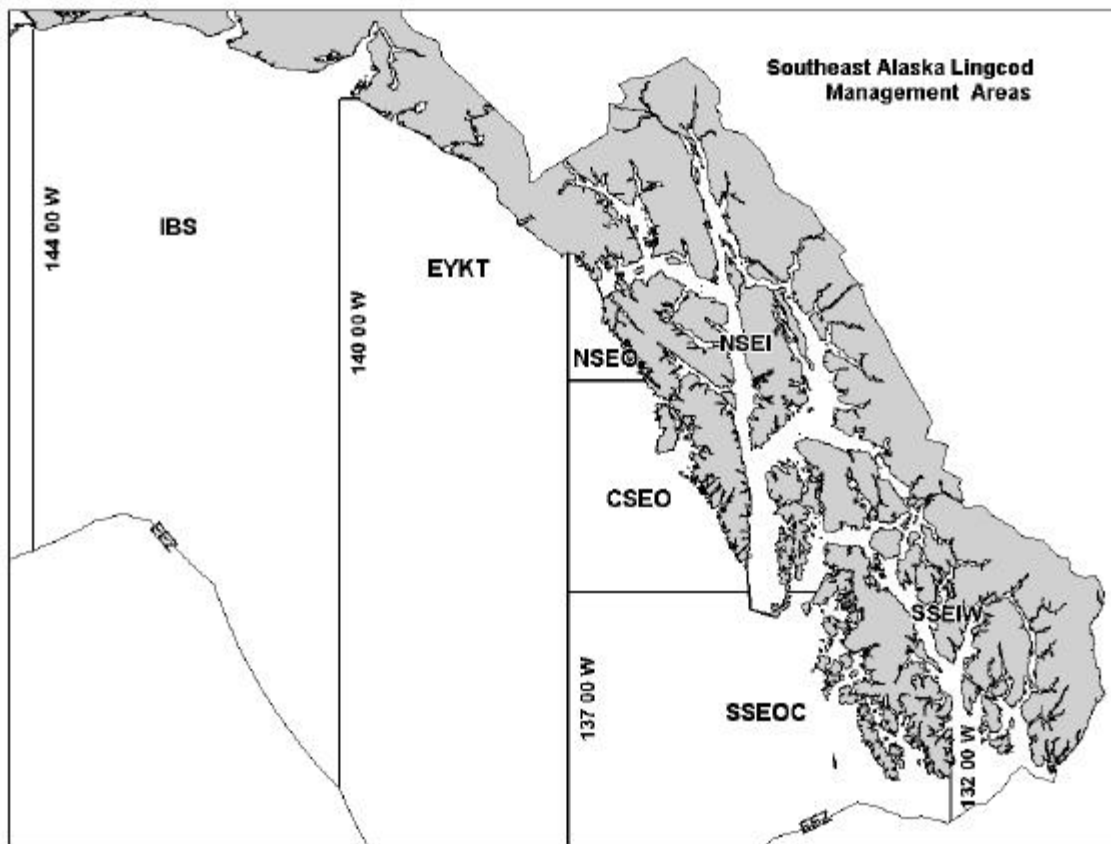 Southeast Alaska Lingcod
Management Areas
144 00 W
IBS
140 00 W
EYKT
NSEO
NSEI
CSEO
EEZ
SSEIW
137 00 W
SSEOC
132 00 W
EEZ